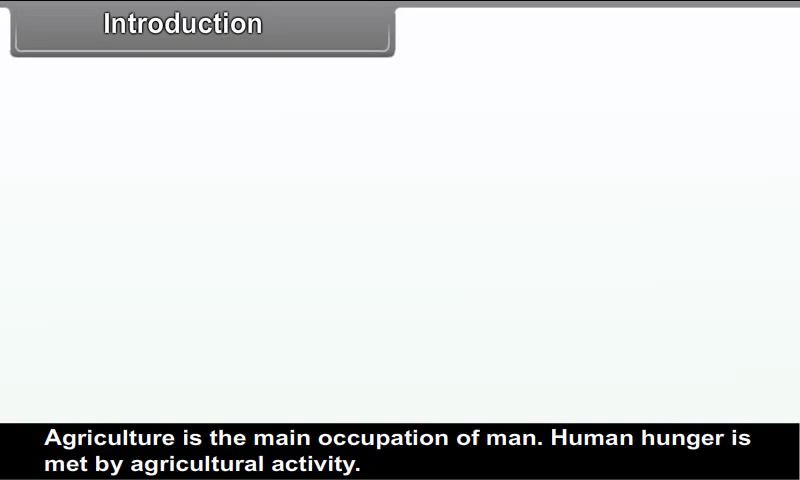 Introduction
Agriculture is the main occupation of man. Human hunger is
met by agricultural activity.